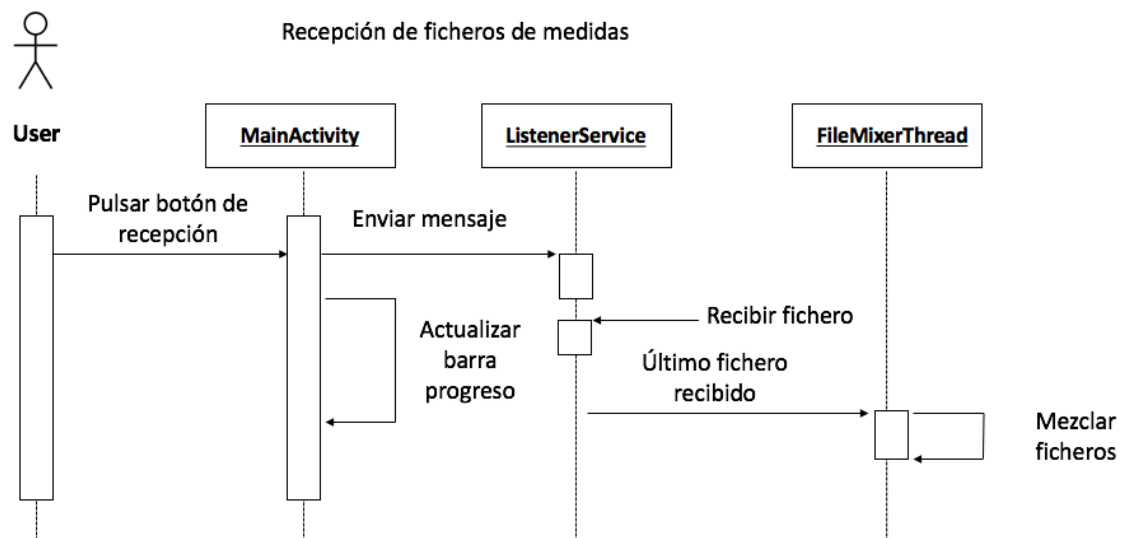 Recepción de ficheros de medidas
User
MainActivity
ListenerService
FileMixerThread
Pulsar botón de
recepción
Enviar mensaje
Actualizar
barra
progreso
Recibir fichero
Último fichero
recibido
Mezclar
ficheros